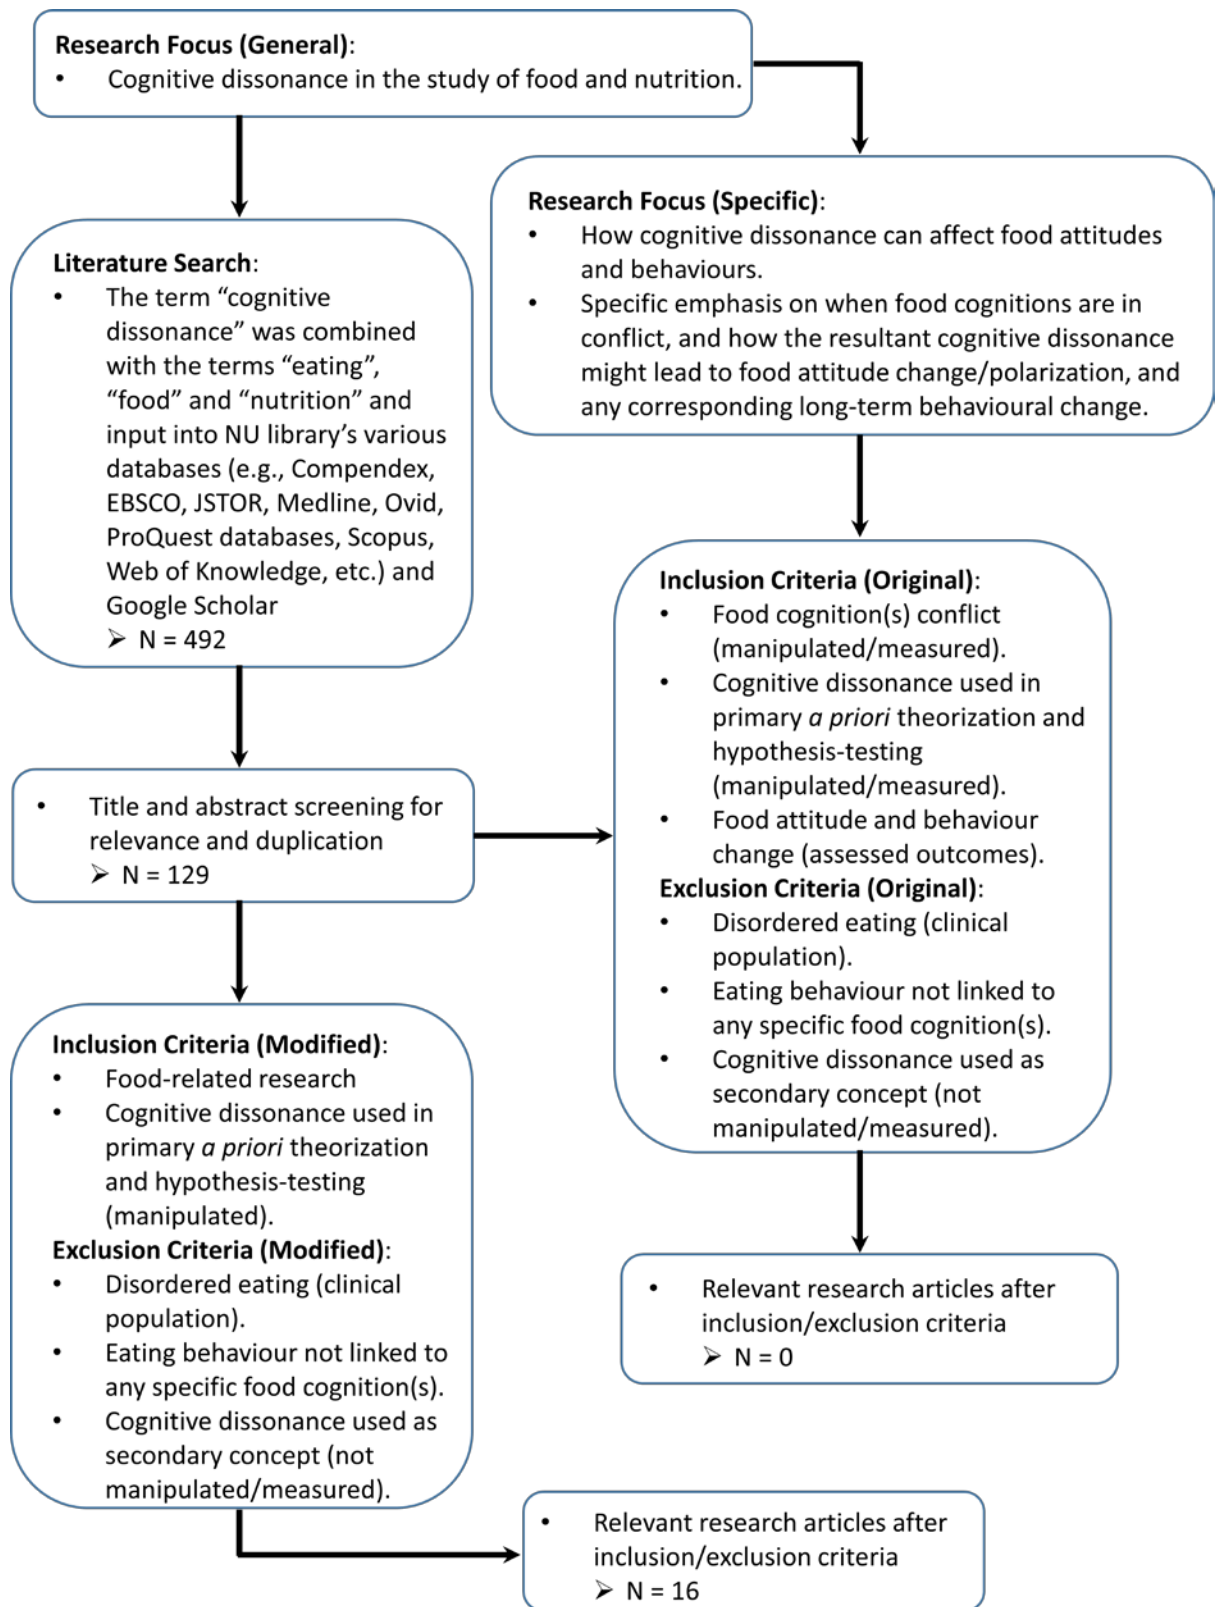 Research Focus (General):
• Cognitive dissonance in the study of food and nutrition.
Research Focus (Specific):
• How cognitive dissonance can affect food attitudes
and behaviours.
• Specific emphasis on when food cognitions are in
conflict, and how the resultant cognitive dissonance
might lead to food attitude change/polarization, and
any corresponding long-term behavioural change.
Literature Search:
• The term “cognitive
dissonance” was combined
with the terms “eating”,
“food” and “nutrition” and
input into NU library’s various
databases (e.g., Compendex,
EBSCO, JSTOR, Medline, Ovid,
ProQuest databases, Scopus,
Web of Knowledge, etc.) and
Google Scholar
➢ N = 492
• Title and abstract screening for
relevance and duplication
➢ N = 129
Inclusion Criteria (Original):
• Food cognition(s) conflict
(manipulated/measured).
• Cognitive dissonance used in
primary a priori theorization and
hypothesis-testing
(manipulated/measured).
• Food attitude and behaviour
change (assessed outcomes).
Exclusion Criteria (Original):
• Disordered eating (clinical
population).
• Eating behaviour not linked to
any specific food cognition(s).
• Cognitive dissonance used as
secondary concept (not
manipulated/measured).
• Relevant research articles after
inclusion/exclusion criteria
➢ N = 0
Inclusion Criteria (Modified):
• Food-related research
• Cognitive dissonance used in
primary a priori theorization
and hypothesis-testing
(manipulated).
Exclusion Criteria (Modified):
• Disordered eating (clinical
population).
• Eating behaviour not linked to
any specific food cognition(s).
• Cognitive dissonance used as
secondary concept (not
manipulated/measured).
• Relevant research articles after
inclusion/exclusion criteria
➢ N = 16